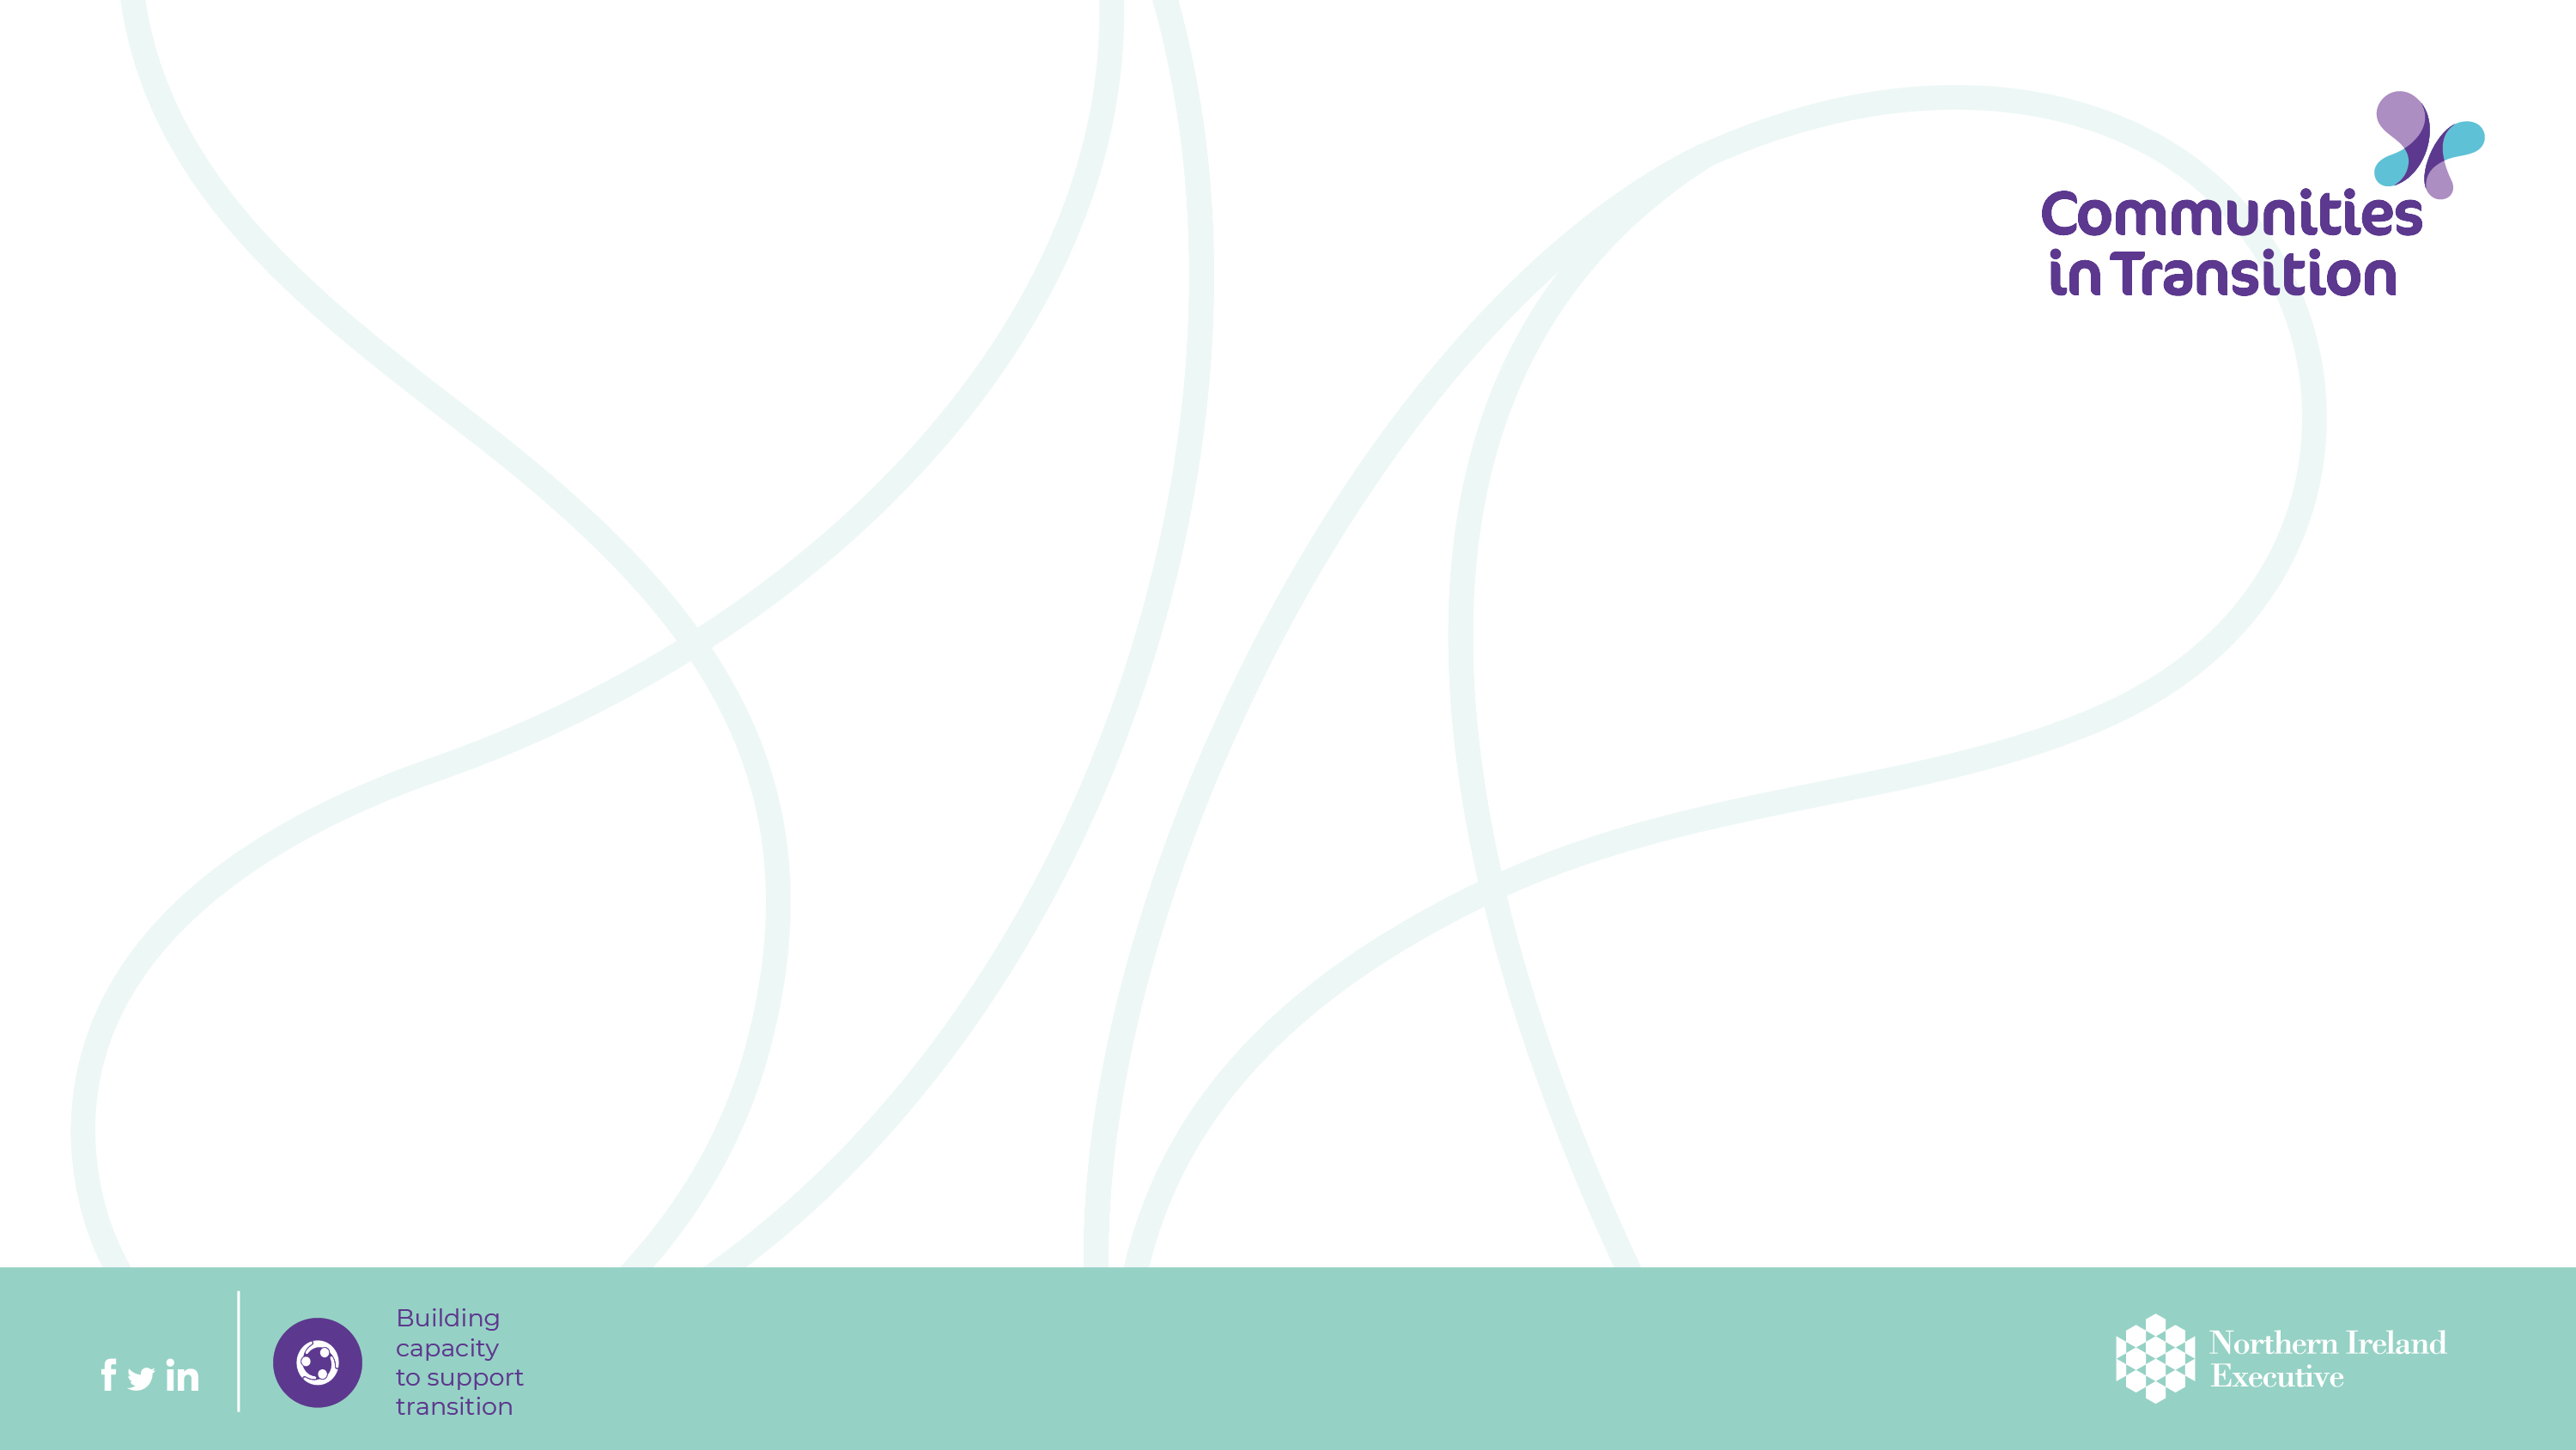 Communities
in Transition
Building
capacity
to support
transition
Northern Ireland
Executive